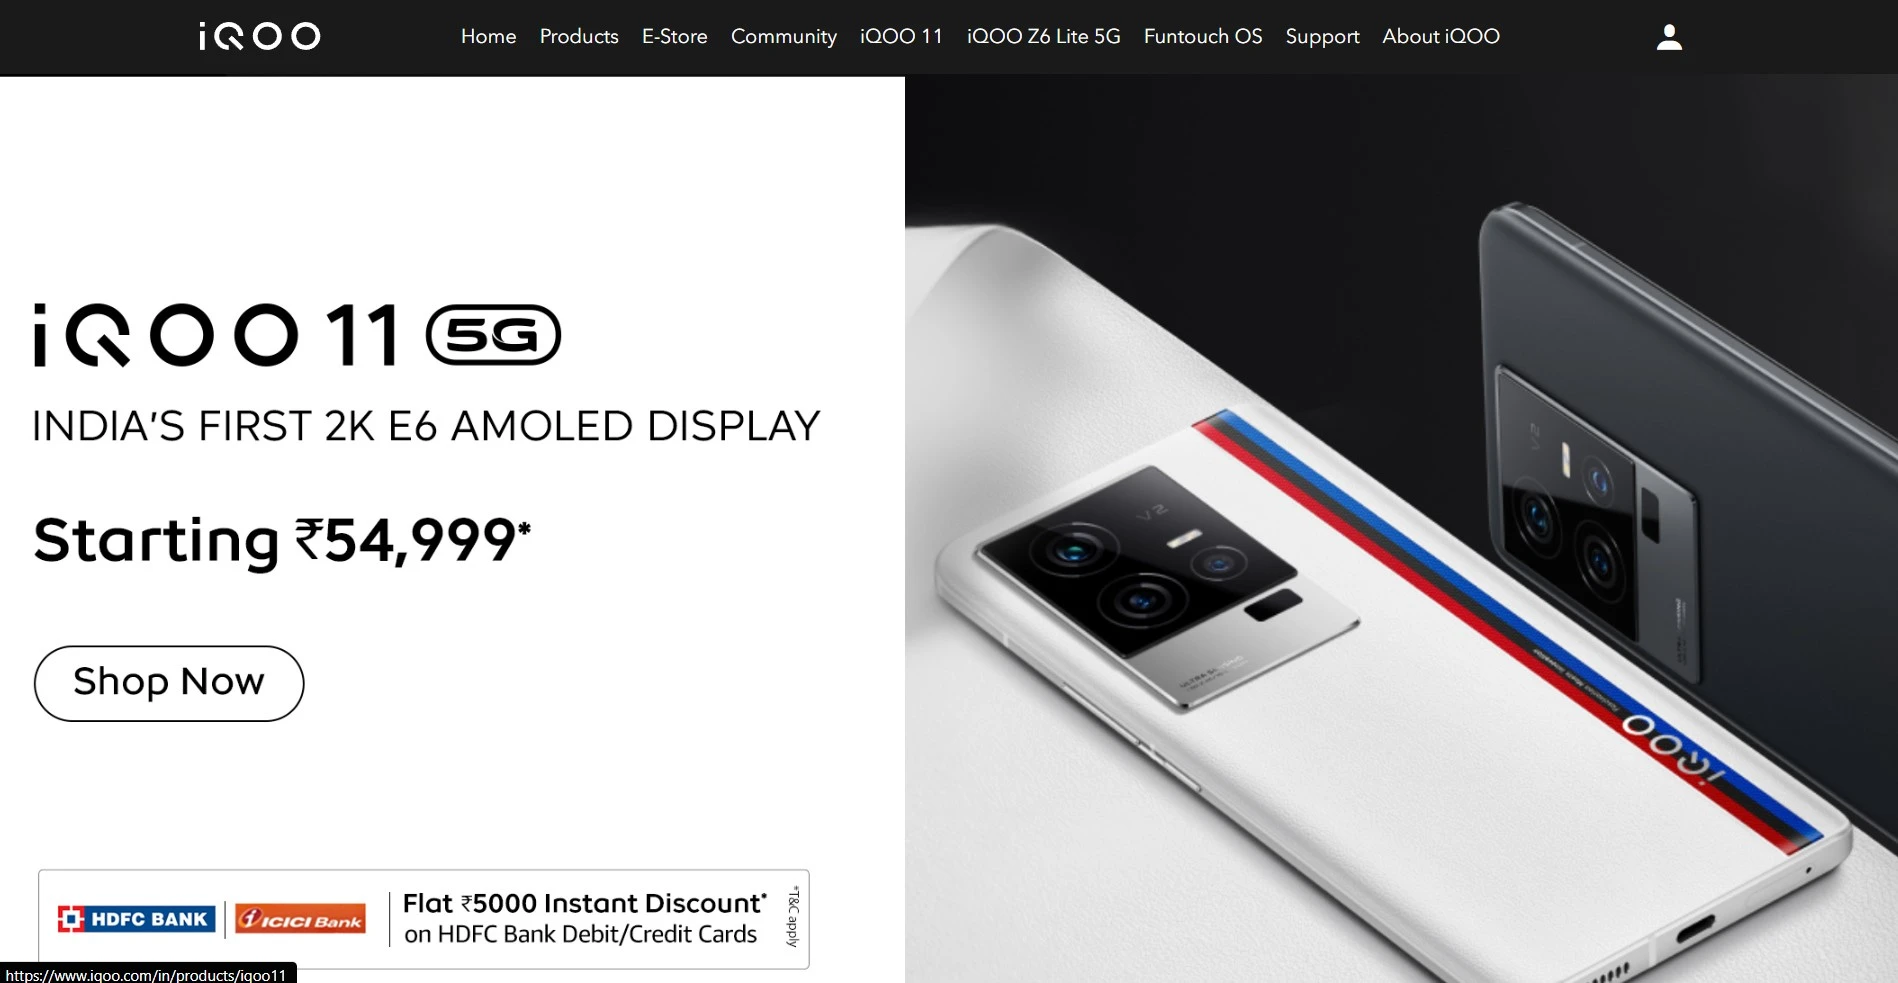 iQOO
Home Products E-Store Community iQOO 11 iQOO Z6 Lite 5G Funtouch OS Support About iQOO
iQOO 11 5G
INDIA'S FIRST 2K E6 AMOLED DISPLAY
Starting ₹54,999*
Shop Now
HDFC BANK
ICICI Bank
Flat ₹5000 Instant Discount*
on HDFC Bank Debit/Credit Cards
*T&C apply
https://www.iqoo.com/in/products/iqoo11
V2
V2
iQOO